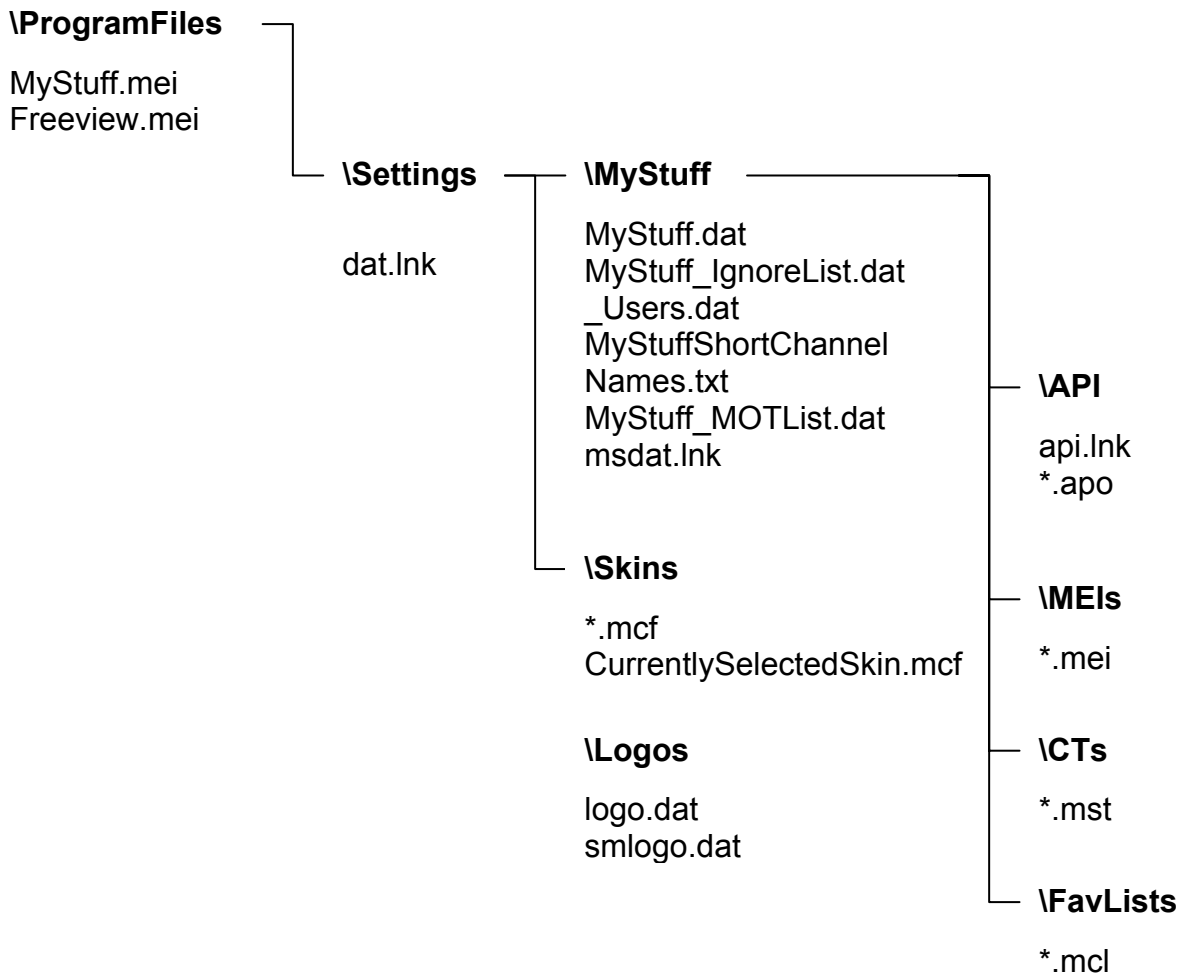 \ProgramFiles
MyStuff.mei
Freeview.mei
\Settings
dat.lnk
\MyStuff
MyStuff.dat
MyStuff_IgnoreList.dat
_Users.dat
MyStuffShortChannel
Names.txt
MyStuff_MOTList.dat
msdat.lnk
\Skins
*.mcf
CurrentlySelectedSkin.mcf
\Logos
logo.dat
smlogo.dat
\API
api.lnk
*.apo
\MEIs
*.mei
\CTs
*.mst
\FavLists
*.mcl